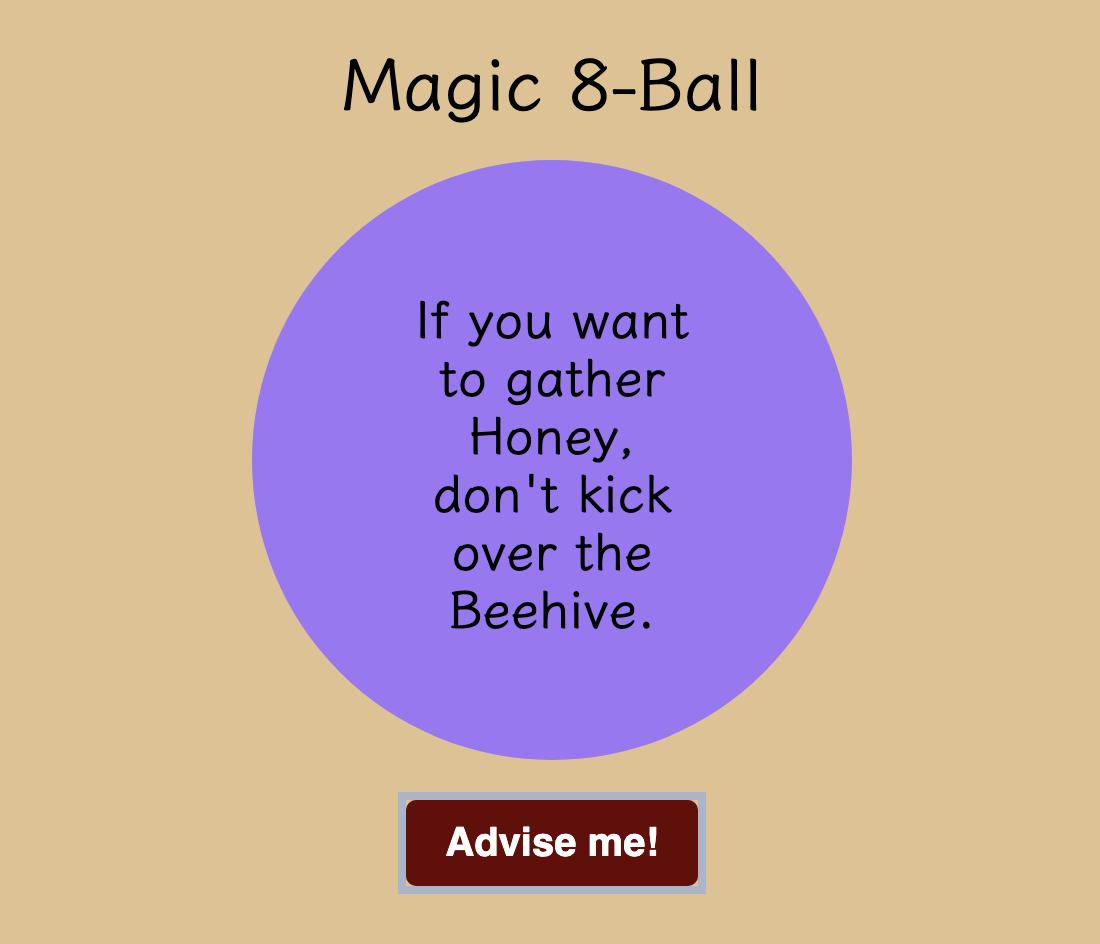 Magic 8-Ball
If you want
to gather
Honey,
don't kick
over the
Beehive.
Advise me!